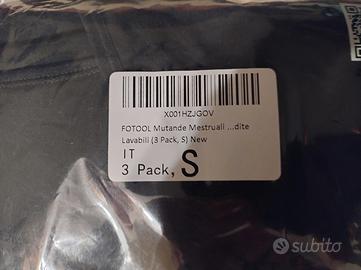 X001HZJGOV
FOTOOL Mutande Mestruali ...dite
Lavabili (3 Pack, S) New
IT
3 Pack, S
subito